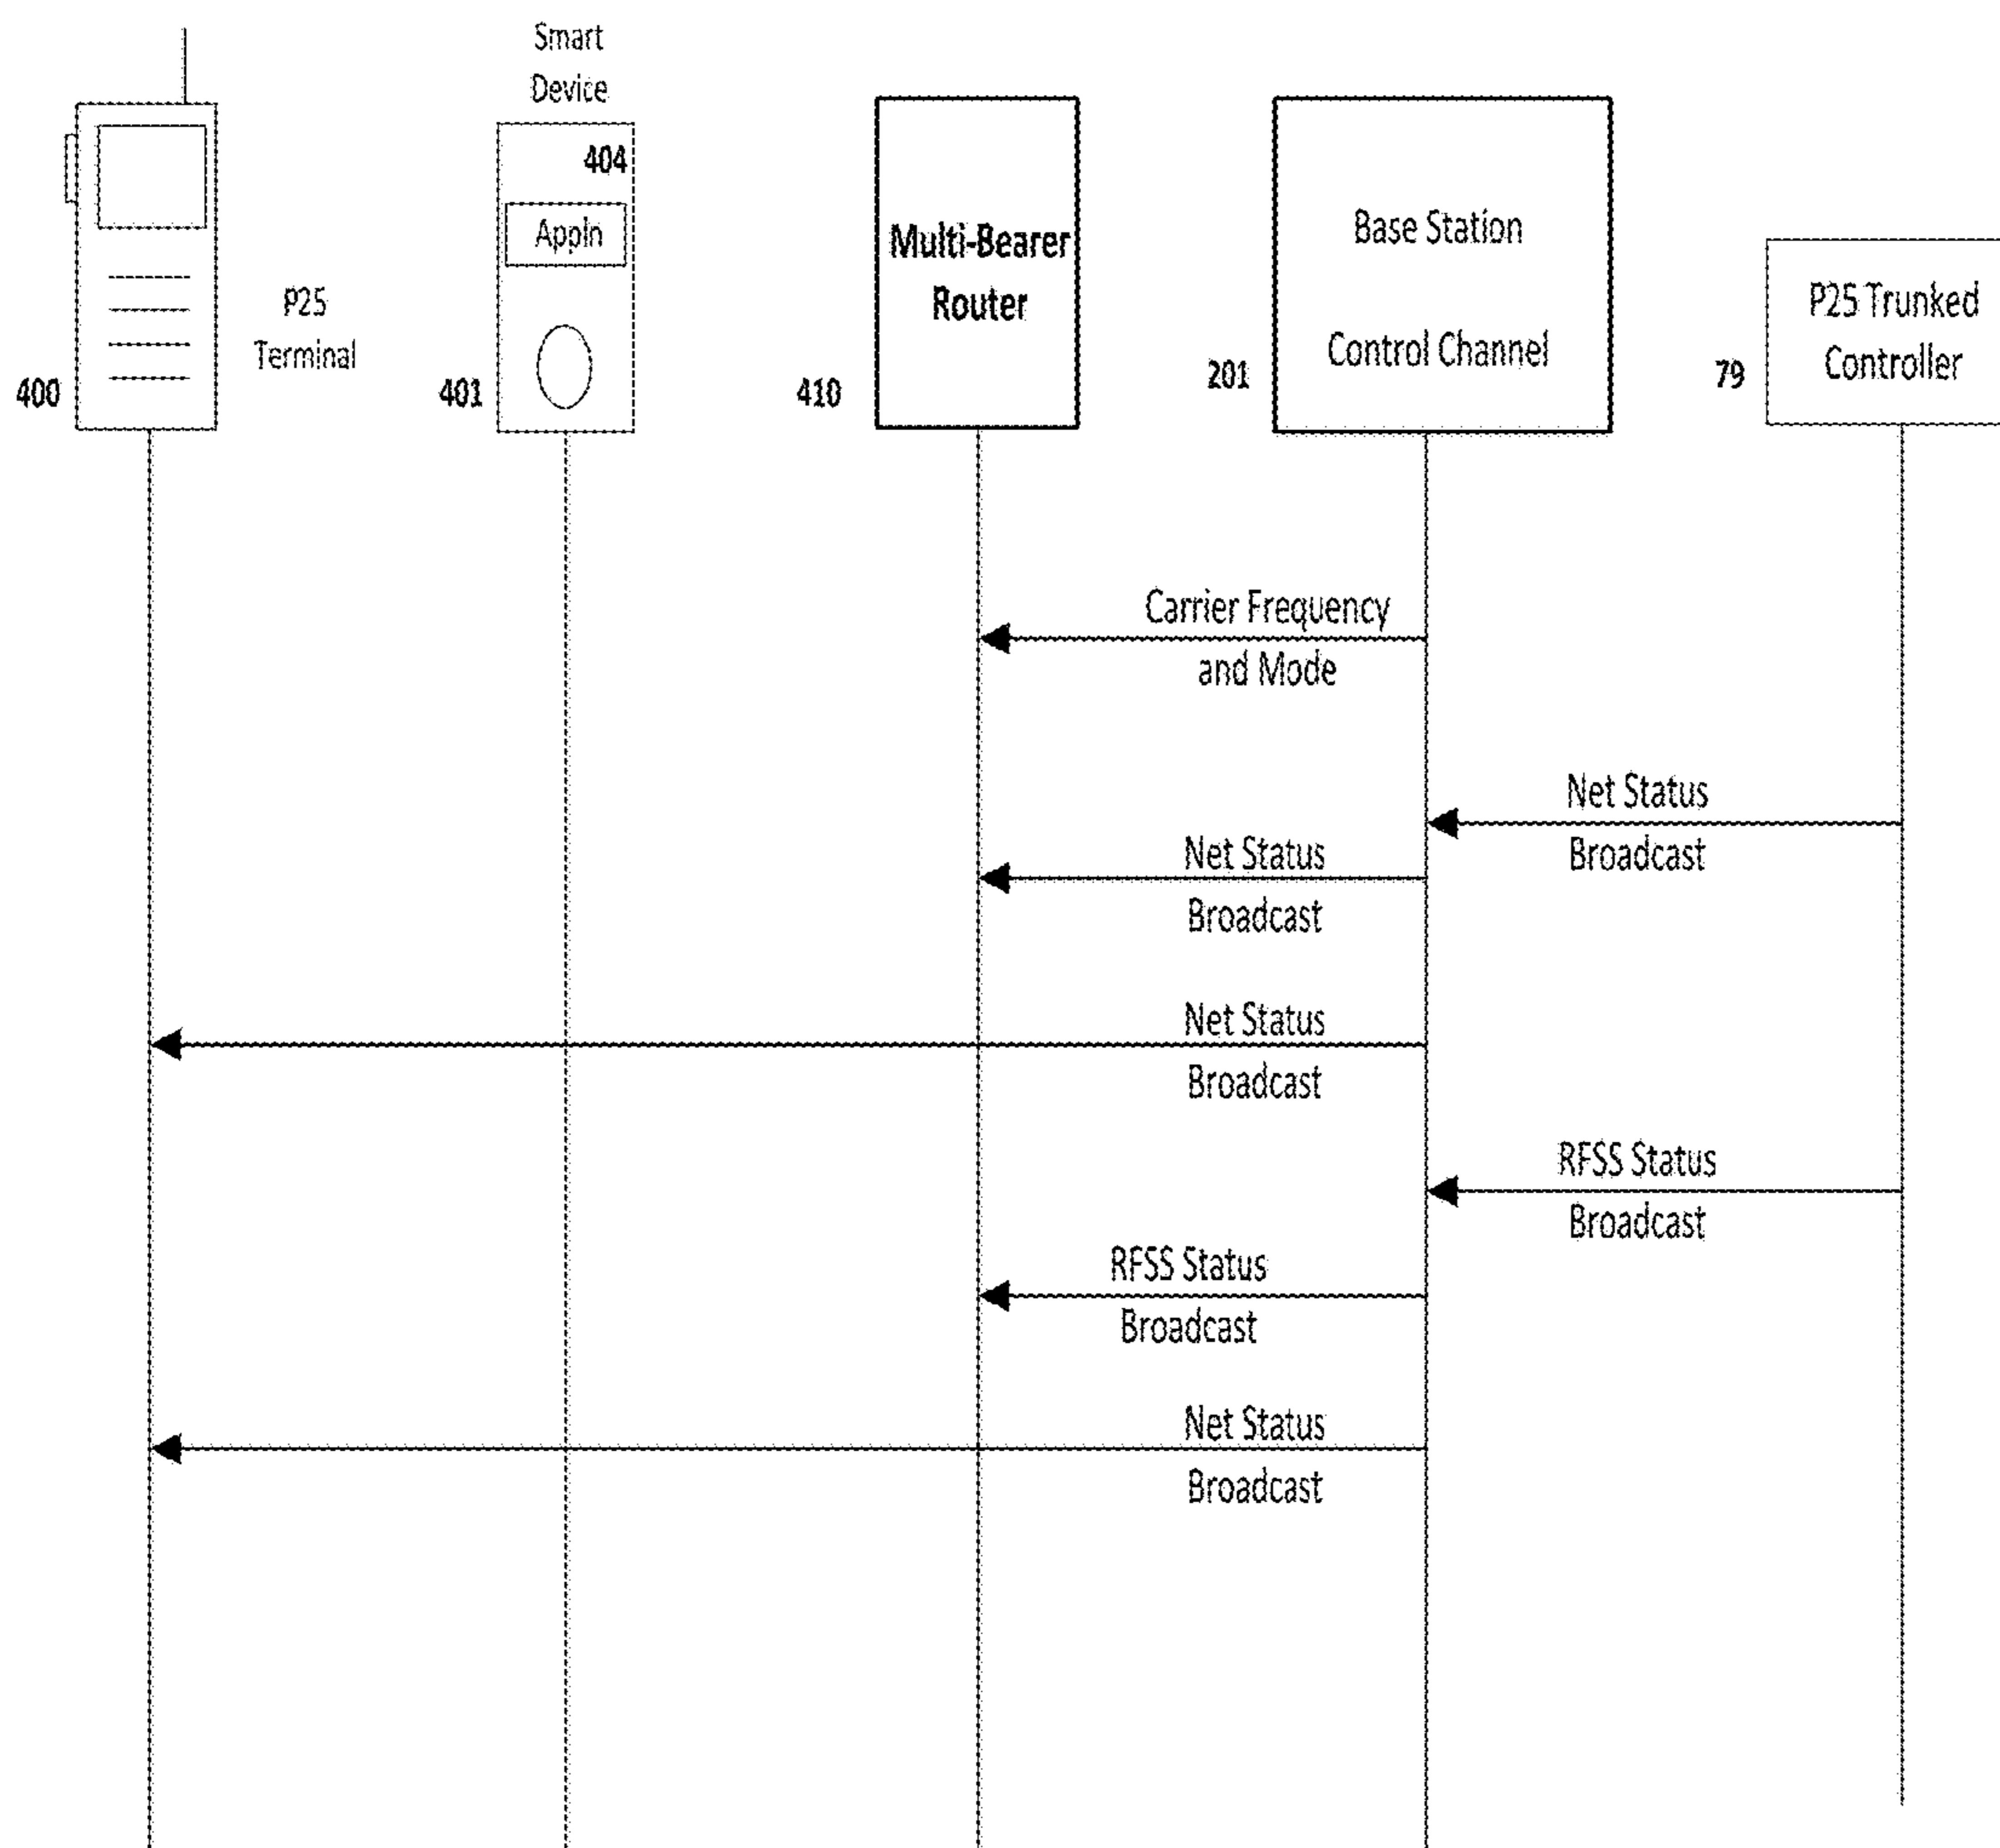 Smart
Device
404
Appln
P25
Terminal
400
401
410
Multi-Bearer
Router
Base Station
Control Channel
201
79
P25 Trunked
Controller
Carrier Frequency
and Mode
Net Status
Broadcast
Net Status
Broadcast
Net Status
Broadcast
RFSS Status
Broadcast
RFSS Status
Broadcast
Net Status
Broadcast